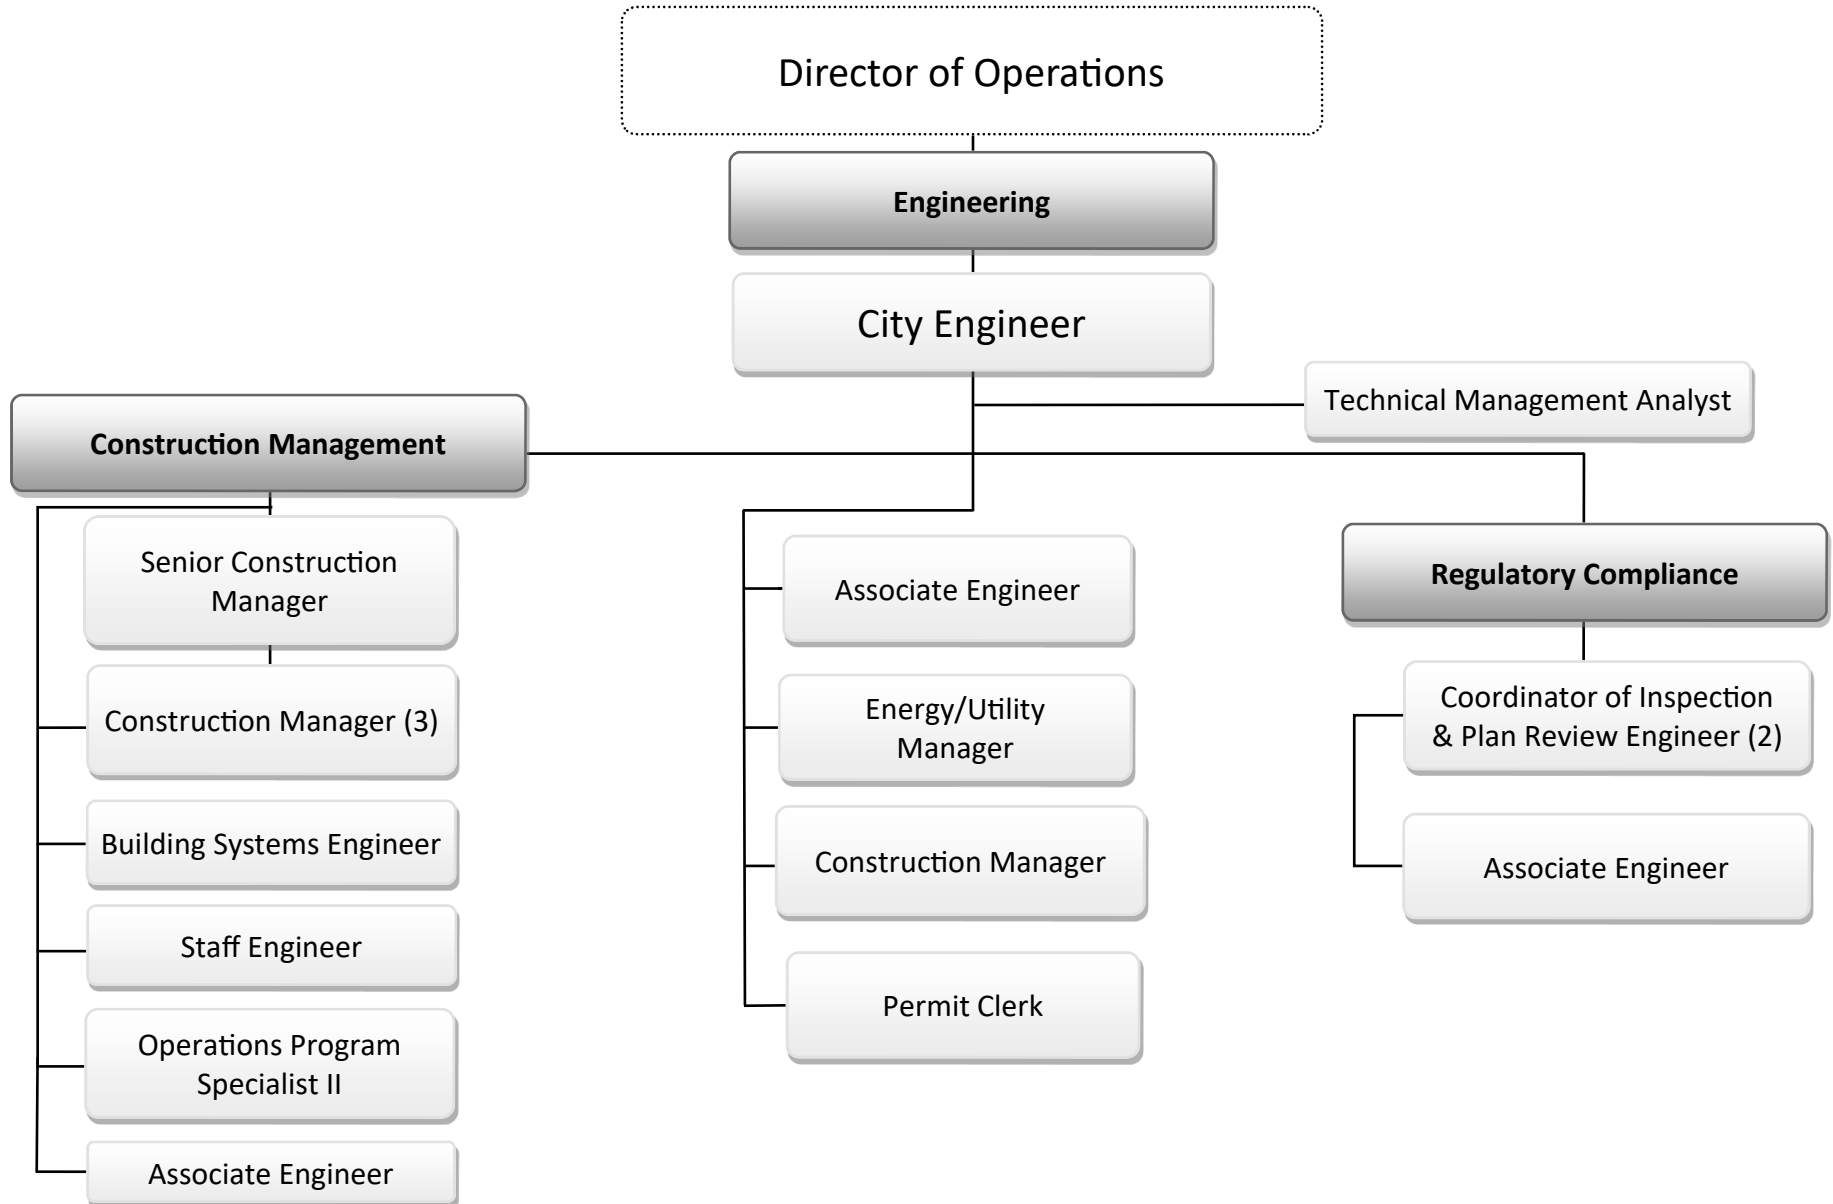 Director of Operations
Engineering
City Engineer
Technical Management Analyst
Construction Management
Senior Construction
Manager
Construction Manager (3)
Building Systems Engineer
Staff Engineer
Operations Program
Specialist II
Associate Engineer
Associate Engineer
Energy/Utility
Manager
Construction Manager
Permit Clerk
Regulatory Compliance
Coordinator of Inspection
& Plan Review Engineer (2)
Associate Engineer